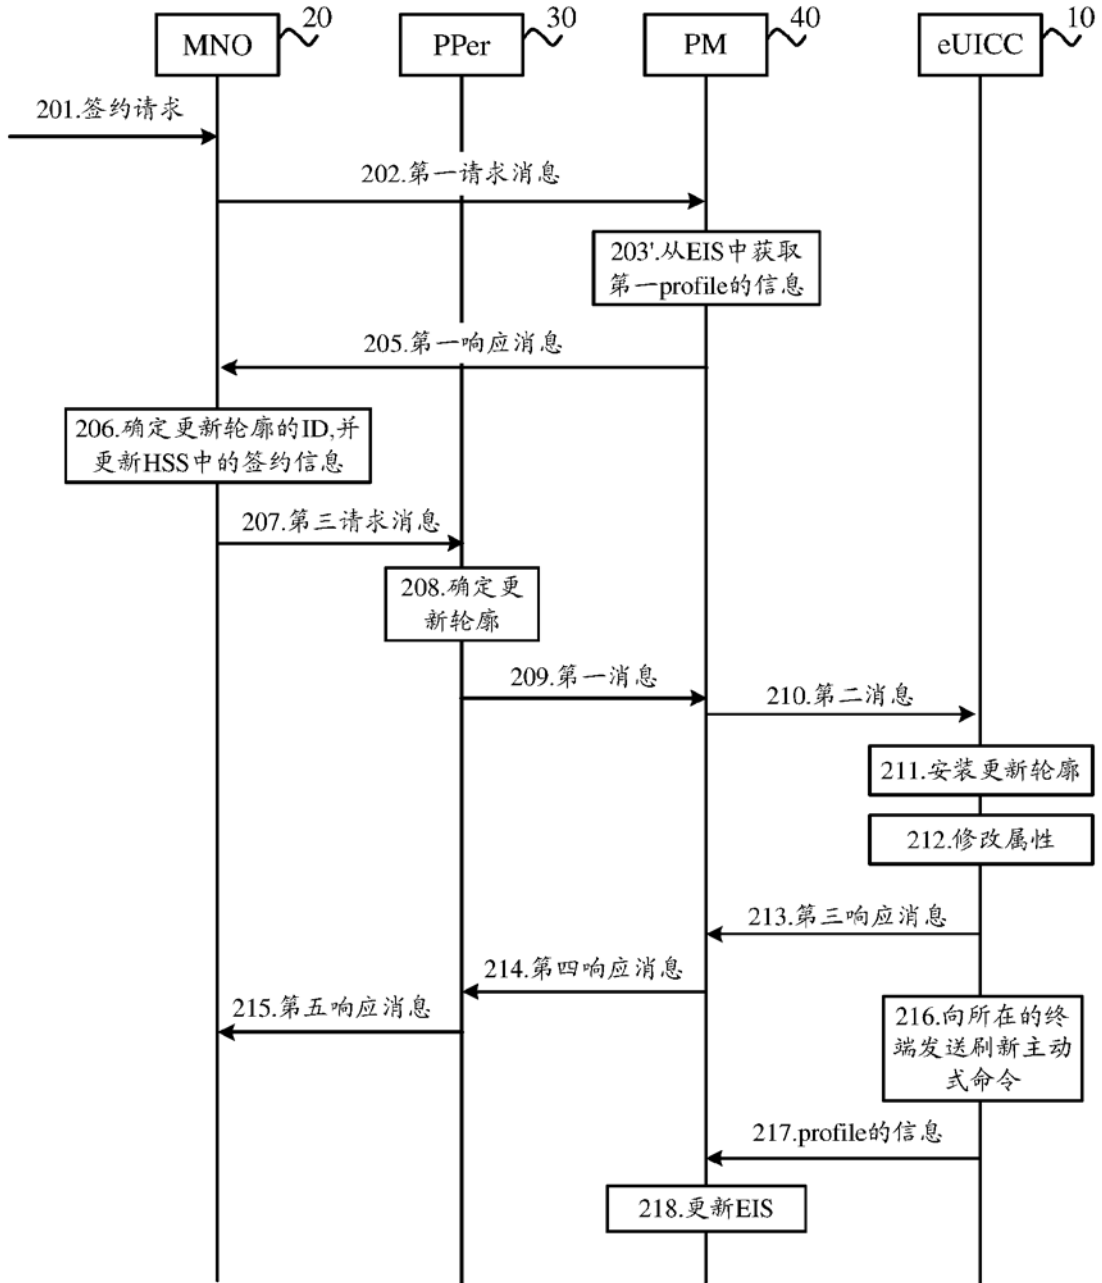 20
30
40
10
MNO
PPer
PM
eUICC
201.签约请求
202.第一请求消息
203'.从EIS中获取
第一profile的信息
205.第一响应消息
206.确定更新轮廓的ID,并
更新HSS中的签约信息
207.第三请求消息
208.确定更
新轮廓
209.第一消息
210.第二消息
211.安装更新轮廓
212.修改属性
213.第三响应消息
214.第四响应消息
215.第五响应消息
216.向所在的终
端发送刷新主动
式命令
217.profile的信息
218.更新EIS